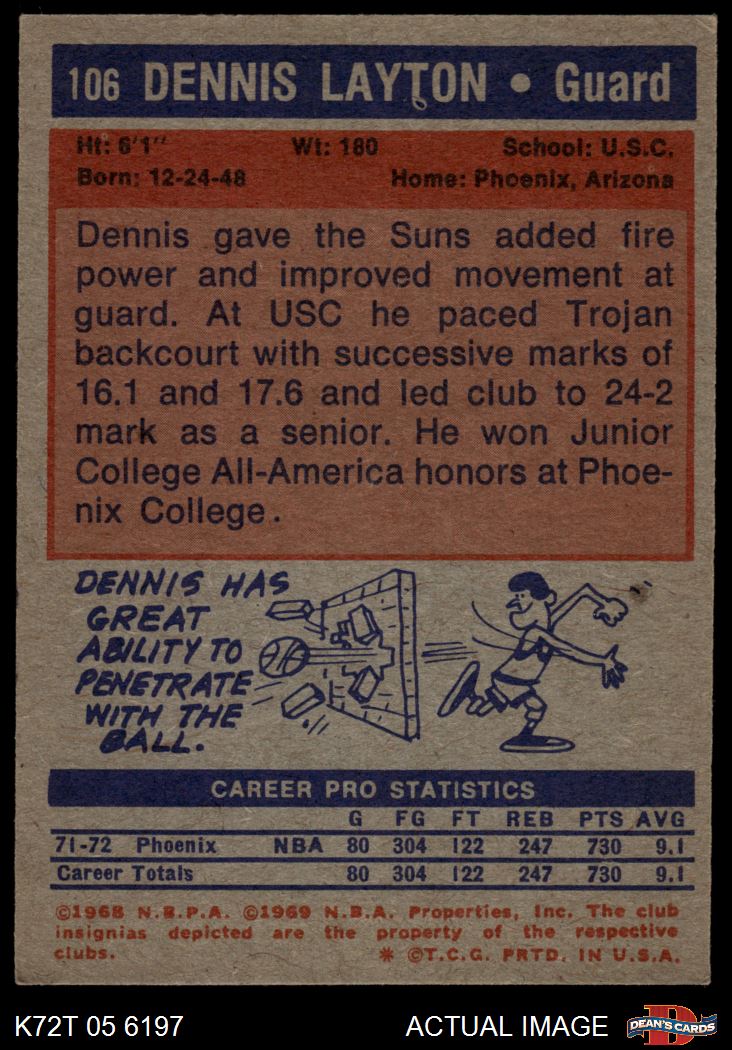 106 DENNIS LAYTON • Guard
Ht: 6'1" Wt: 180 School: U.S.C.
Born: 12-24-48 Home: Phoenix, Arizona
Dennis gave the Suns added fire
power and improved movement at
guard. At USC he paced Trojan
backcourt with successive marks of
16.1 and 17.6 and led club to 24-2
mark as a senior. He won Junior
College All-America honors at Phoe-
nix College.
DENNIS HAS
GREAT
ABILITY TO
PENETRATE
WITH THE
BALL.
CAREER PRO STATISTICS
G FG FT REB PTS AVG
71-72 Phoenix NBA 80 304 122 247 730 9.1
Career Totals 80 304 122 247 730 9.1
©1968 N.B.P.A. ©1969 N.B.A. Properties, Inc. The club
insignias depicted are the property of the respective
clubs. * ©T.C.G. PRTD. IN U.S.A.
K72T 05 6197 ACTUAL IMAGE DEAN'S CARDS